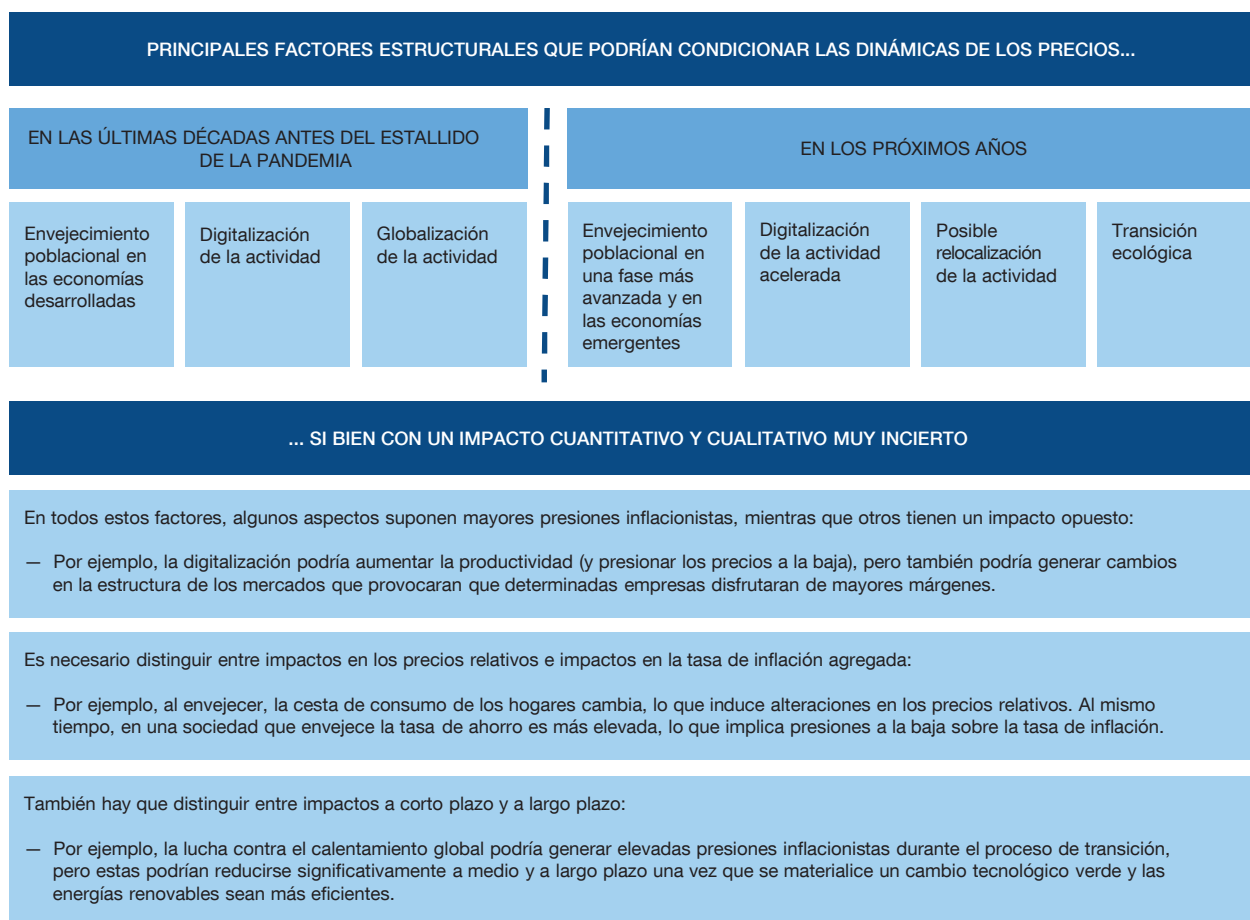 PRINCIPALES FACTORES ESTRUCTURALES QUE PODRÍAN CONDICIONAR LAS DINÁMICAS DE LOS PRECIOS...
EN LAS ÚLTIMAS DÉCADAS ANTES DEL ESTALLIDO
DE LA PANDEMIA
Envejecimiento
poblacional en
las economías
desarrolladas
Digitalización
de la actividad
Globalización
de la actividad
EN LOS PRÓXIMOS AÑOS
Envejecimiento
poblacional en
una fase más
avanzada y en
las economías
emergentes
Digitalización
de la actividad
acelerada
Posible
relocalización
de la actividad
Transición
ecológica
... SI BIEN CON UN IMPACTO CUANTITATIVO Y CUALITATIVO MUY INCIERTO
En todos estos factores, algunos aspectos suponen mayores presiones inflacionistas, mientras que otros tienen un impacto opuesto:
— Por ejemplo, la digitalización podría aumentar la productividad (y presionar los precios a la baja), pero también podría generar cambios
en la estructura de los mercados que provocaran que determinadas empresas disfrutaran de mayores márgenes.
Es necesario distinguir entre impactos en los precios relativos e impactos en la tasa de inflación agregada:
— Por ejemplo, al envejecer, la cesta de consumo de los hogares cambia, lo que induce alteraciones en los precios relativos. Al mismo
tiempo, en una sociedad que envejece la tasa de ahorro es más elevada, lo que implica presiones a la baja sobre la tasa de inflación.
También hay que distinguir entre impactos a corto plazo y a largo plazo:
— Por ejemplo, la lucha contra el calentamiento global podría generar elevadas presiones inflacionistas durante el proceso de transición,
pero estas podrían reducirse significativamente a medio y a largo plazo una vez que se materialice un cambio tecnológico verde y las
energías renovables sean más eficientes.